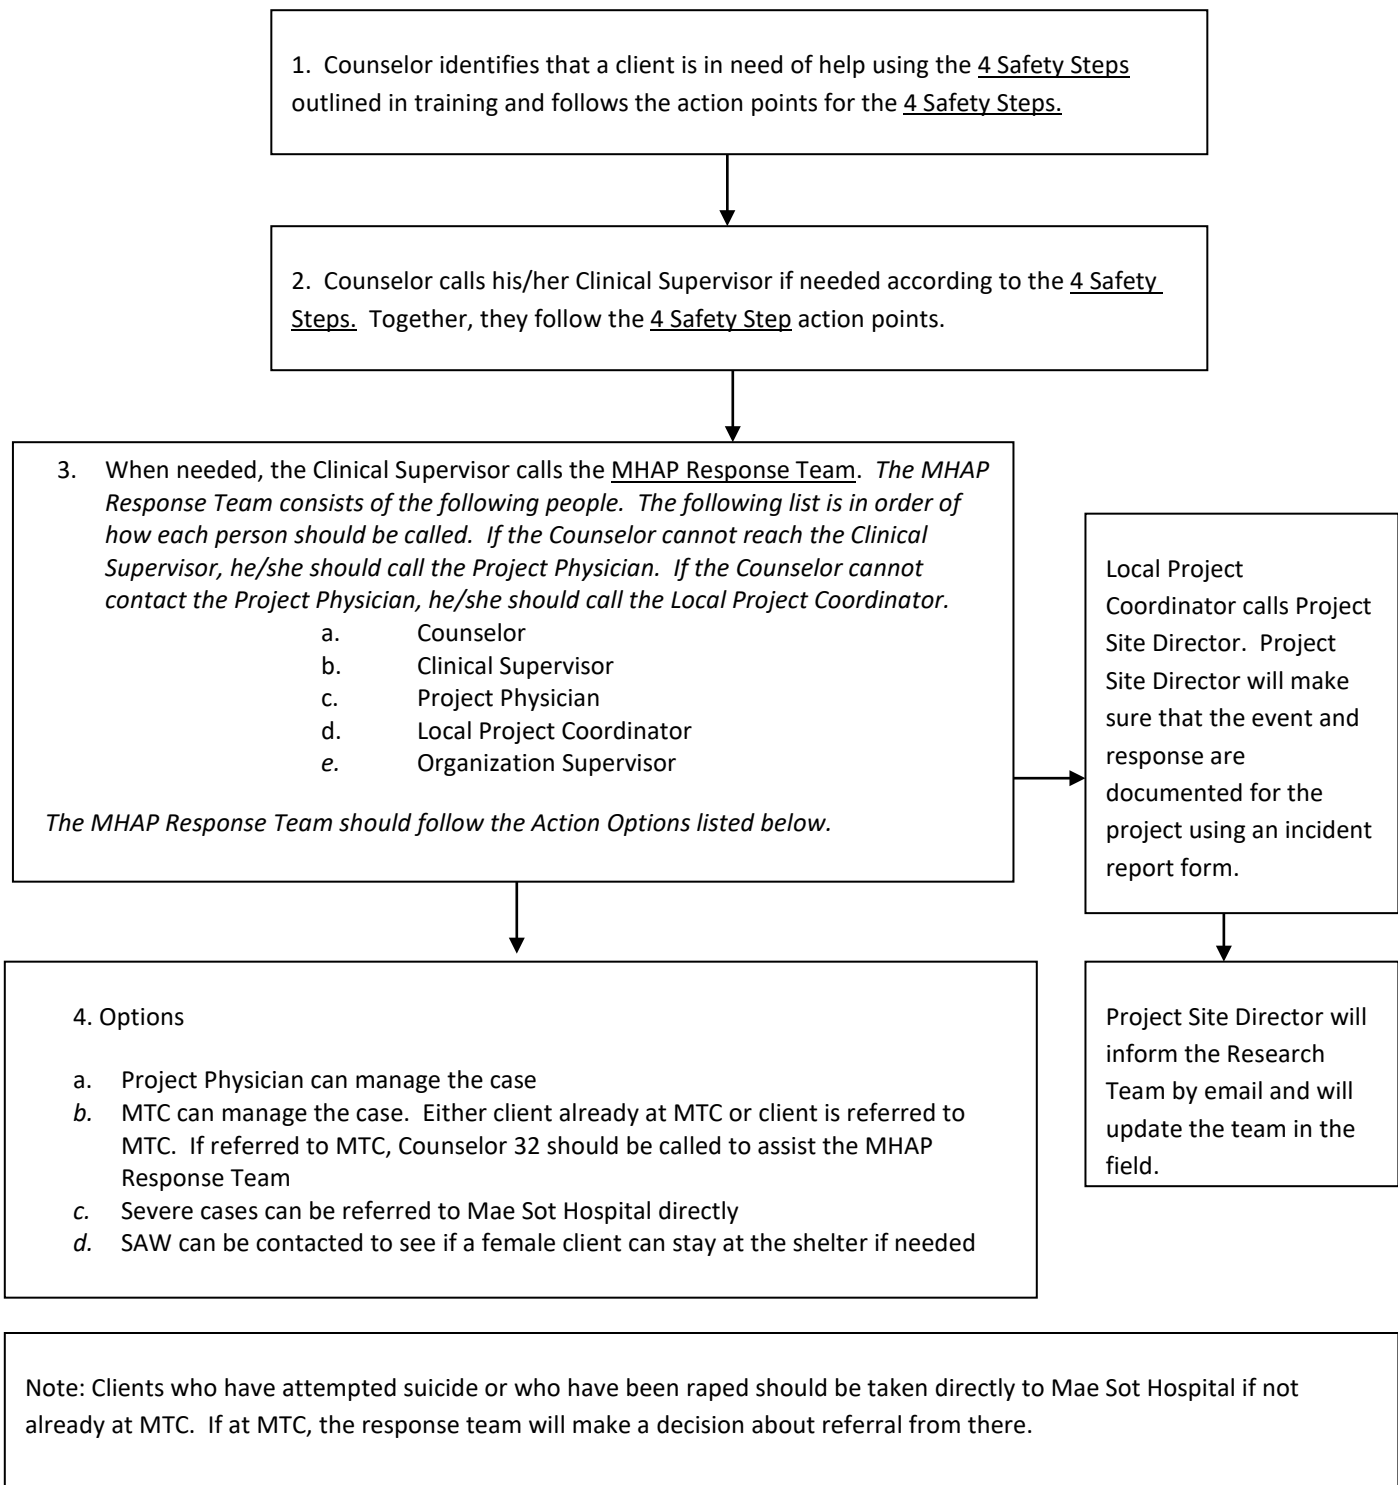 1. Counselor identifies that a client is in need of help using the 4 Safety Steps
outlined in training and follows the action points for the 4 Safety Steps.
2. Counselor calls his/her Clinical Supervisor if needed according to the 4 Safety
Steps. Together, they follow the 4 Safety Step action points.
3. When needed, the Clinical Supervisor calls the MHAP Response Team. The MHAP
Response Team consists of the following people. The following list is in order of
how each person should be called. If the Counselor cannot reach the Clinical
Supervisor, he/she should call the Project Physician. If the Counselor cannot
contact the Project Physician, he/she should call the Local Project Coordinator.
a. Counselor
b. Clinical Supervisor
c. Project Physician
d. Local Project Coordinator
e. Organization Supervisor
The MHAP Response Team should follow the Action Options listed below.
Local Project
Coordinator calls Project
Site Director. Project
Site Director will make
sure that the event and
response are
documented for the
project using an incident
report form.
4. Options
a. Project Physician can manage the case
b. MTC can manage the case. Either client already at MTC or client is referred to
MTC. If referred to MTC, Counselor 32 should be called to assist the MHAP
Response Team
c. Severe cases can be referred to Mae Sot Hospital directly
d. SAW can be contacted to see if a female client can stay at the shelter if needed
Project Site Director will
inform the Research
Team by email and will
update the team in the
field.
Note: Clients who have attempted suicide or who have been raped should be taken directly to Mae Sot Hospital if not
already at MTC. If at MTC, the response team will make a decision about referral from there.